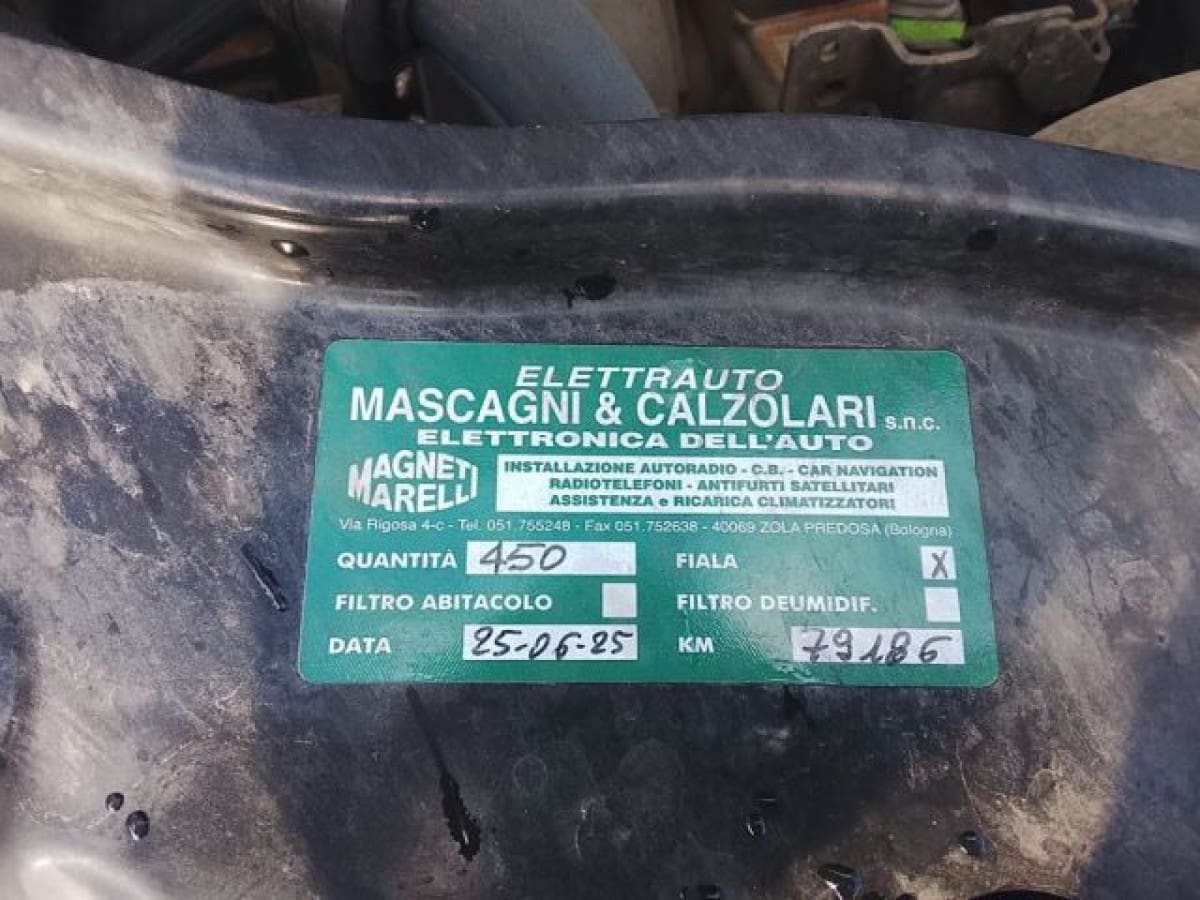 ELETTRAUTO
MASCAGNI & CALZOLARI s.n.c.
ELETTRONICA DELL'AUTO
MAGNETI
MARELLI
INSTALLAZIONE AUTORADIO - C.B. - CAR NAVIGATION
RADIOTELEFONI - ANTIFURTI SATELLITARI
ASSISTENZA e RICARICA CLIMATIZZATORI
Via Rigosa 4-c - Tel. 051.755248 - Fax 051.752638 - 40069 ZOLA PREDOSA (Bologna)
QUANTITÀ 450 FIALA X
FILTRO ABITACOLO FILTRO DEUMIDIF.
DATA 25-06-25 KM 79186